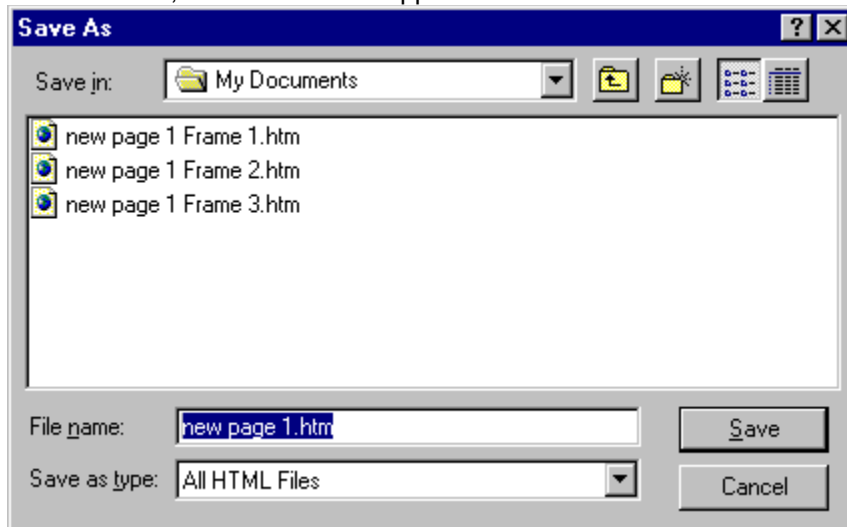 Save As
Save in: My Documents
new page 1 Frame 1.htm
new page 1 Frame 2.htm
new page 1 Frame 3.htm
File name: new page 1.htm Save
Save as type: All HTML Files Cancel